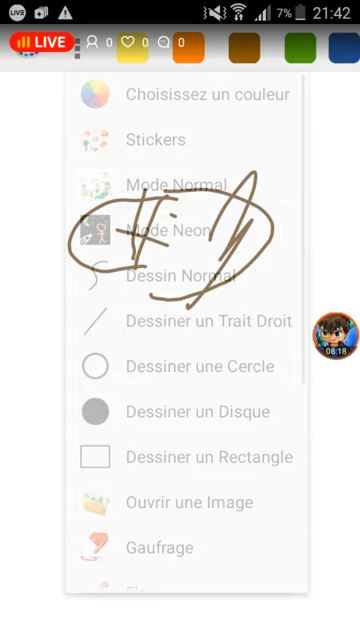 LIVE 7% 21:42
LIVE 0 0 0
Choisissez un couleur
Stickers
Mode Normal
Mode Neon
Dessin Normal
Dessiner un Trait Droit
08:18
Dessiner une Cercle
Dessiner un Disque
Dessiner un Rectangle
Ouvrir une Image
Gaufrage